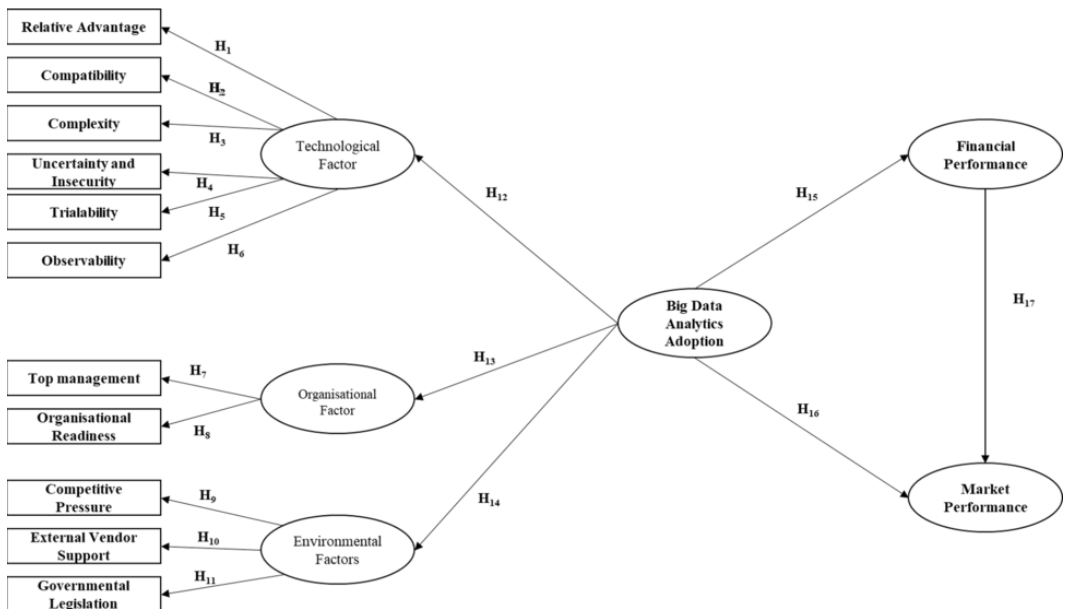 Relative Advantage
H1
Compatibility
H2
Complexity
H3
Uncertainty and
Insecurity
H4
Trialability
H5
Observability
H6
Technological
Factor
H12
Top management
H7
Organisational
Readiness
H8
Organisational
Factor
H13
Competitive
Pressure
H9
External Vendor
Support
H10
Governmental
Legislation
H11
Environmental
Factors
H14
Big Data
Analytics
Adoption
H15
H16
Financial
Performance
H17
Market
Performance